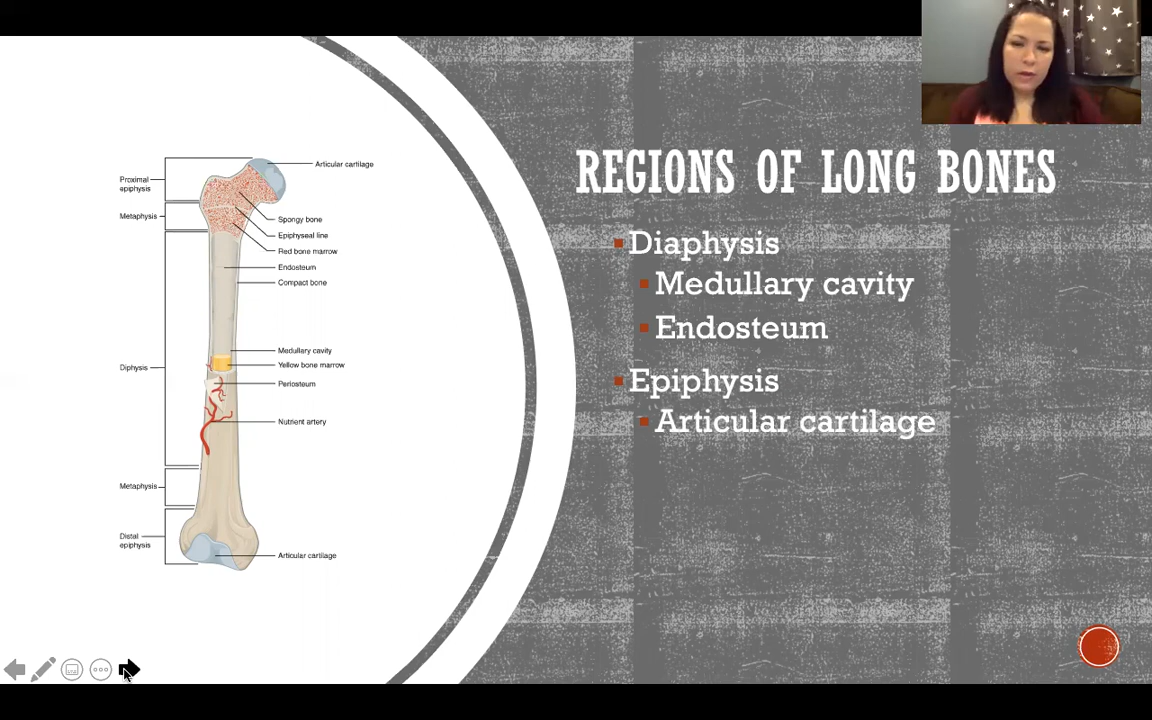 REGIONS OF LONG BONES
Diaphysis
Medullary cavity
Endosteum
Epiphysis
Articular cartilage
Proximal
epiphysis
Metaphysis
Diphysis
Metaphysis
Distal
epiphysis
Articular cartilage
Spongy bone
Epiphyseal line
Red bone marrow
Endosteum
Compact bone
Medullary cavity
Yellow bone marrow
Periosteum
Nutrient artery
Articular cartilage